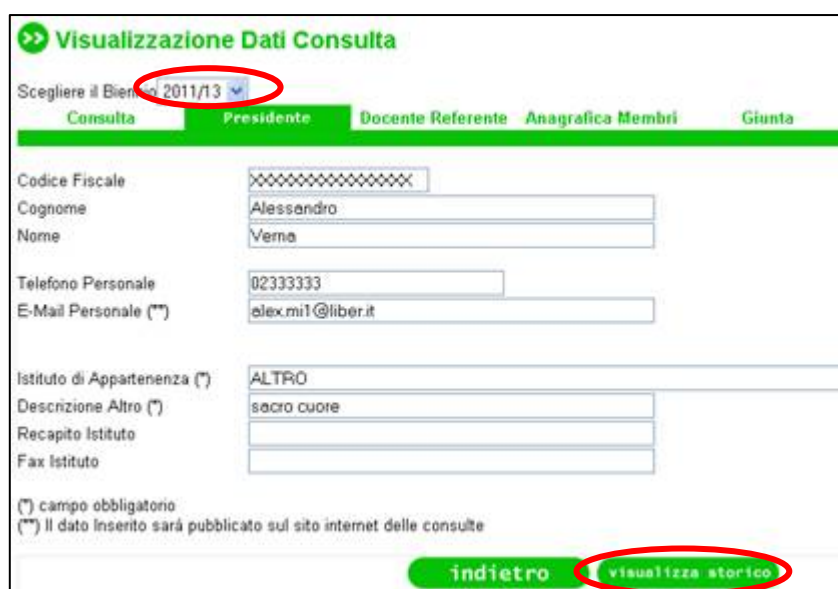 Visualizzazione Dati Consulta
Scegliere il Biennio 2011/13
Consulta Presidente Docente Referente Anagrafica Membri Giunta
Codice Fiscale XXXXXXXXXXXXXXXX
Cognome Alessandro
Nome Verna
Telefono Personale 02333333
E-Mail Personale (**) alex.mi1@liber.it
Istituto di Appartenenza (*) ALTRO
Descrizione Altro (*) sacro cuore
Recapito Istituto
Fax Istituto
(*) campo obbligatorio
(**) Il dato Inserito sarà pubblicato sul sito internet delle consulte
indietro visualizza storico